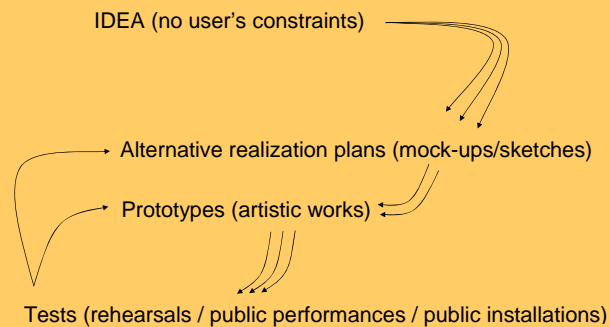 IDEA (no user's constraints)
Alternative realization plans (mock-ups/sketches)
Prototypes (artistic works)
Tests (rehearsals / public performances / public installations)